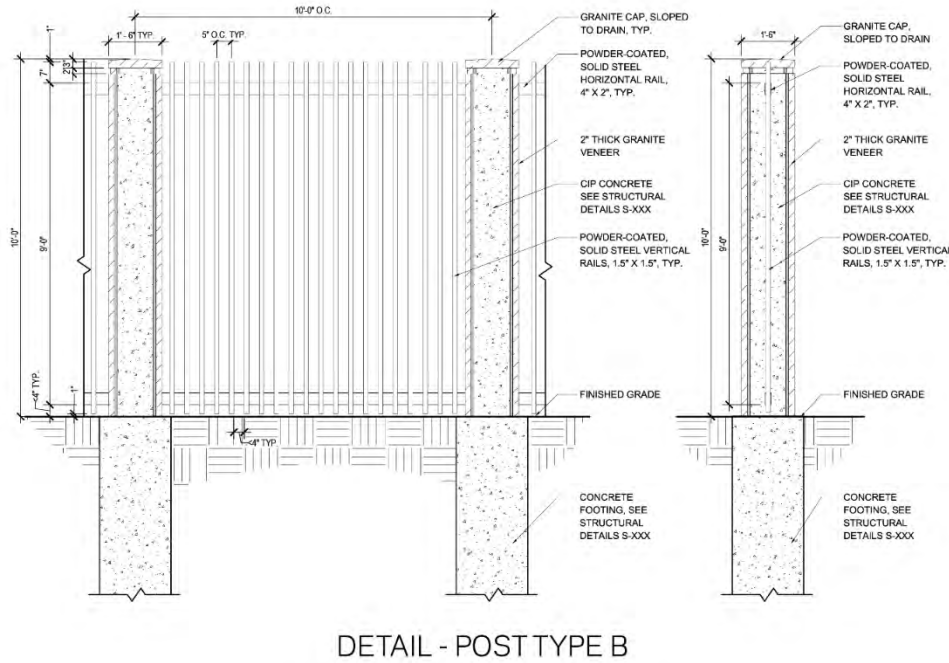 10'-0" O.C.
1' - 6" TYP.
5" O.C. TYP.
1"
7"
2'3"
10'-0"
9'-0"
<4" TYP.
1"
<4" TYP.
GRANITE CAP, SLOPED
TO DRAIN, TYP.
POWDER-COATED,
SOLID STEEL
HORIZONTAL RAIL,
4" X 2", TYP.
2" THICK GRANITE
VENEER
CIP CONCRETE
SEE STRUCTURAL
DETAILS S-XXX
POWDER-COATED,
SOLID STEEL VERTICAL
RAILS, 1.5" X 1.5", TYP.
FINISHED GRADE
CONCRETE
FOOTING, SEE
STRUCTURAL
DETAILS S-XXX
1'-6"
10'-0"
9'-0"
GRANITE CAP,
SLOPED TO DRAIN
POWDER-COATED,
SOLID STEEL
HORIZONTAL RAIL,
4" X 2", TYP.
2" THICK GRANITE
VENEER
CIP CONCRETE
SEE STRUCTURAL
DETAILS S-XXX
POWDER-COATED,
SOLID STEEL VERTICAL
RAILS, 1.5" X 1.5", TYP.
FINISHED GRADE
CONCRETE
FOOTING, SEE
STRUCTURAL
DETAILS S-XXX
DETAIL - POST TYPE B